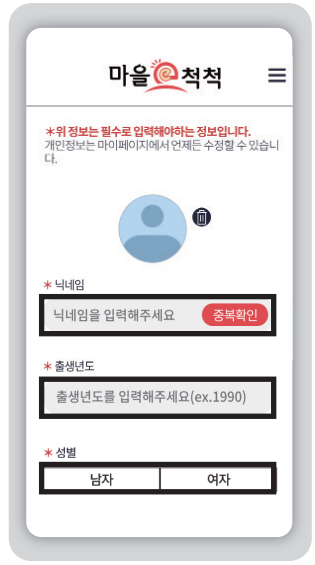 마을e척척
＊위 정보는 필수로 입력해야하는 정보입니다.
개인정보는 마이페이지에서 언제든 수정할 수 있습니
다.
＊ 닉네임
닉네임을 입력해주세요 중복확인
＊ 출생년도
출생년도를 입력해주세요(ex.1990)
＊ 성별
남자 여자